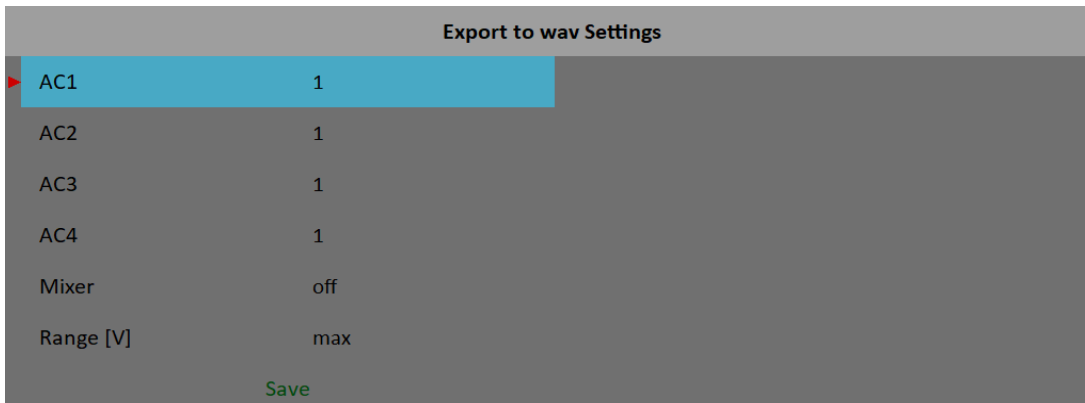 Export to wav Settings
AC1 1
AC2 1
AC3 1
AC4 1
Mixer off
Range [V] max
Save